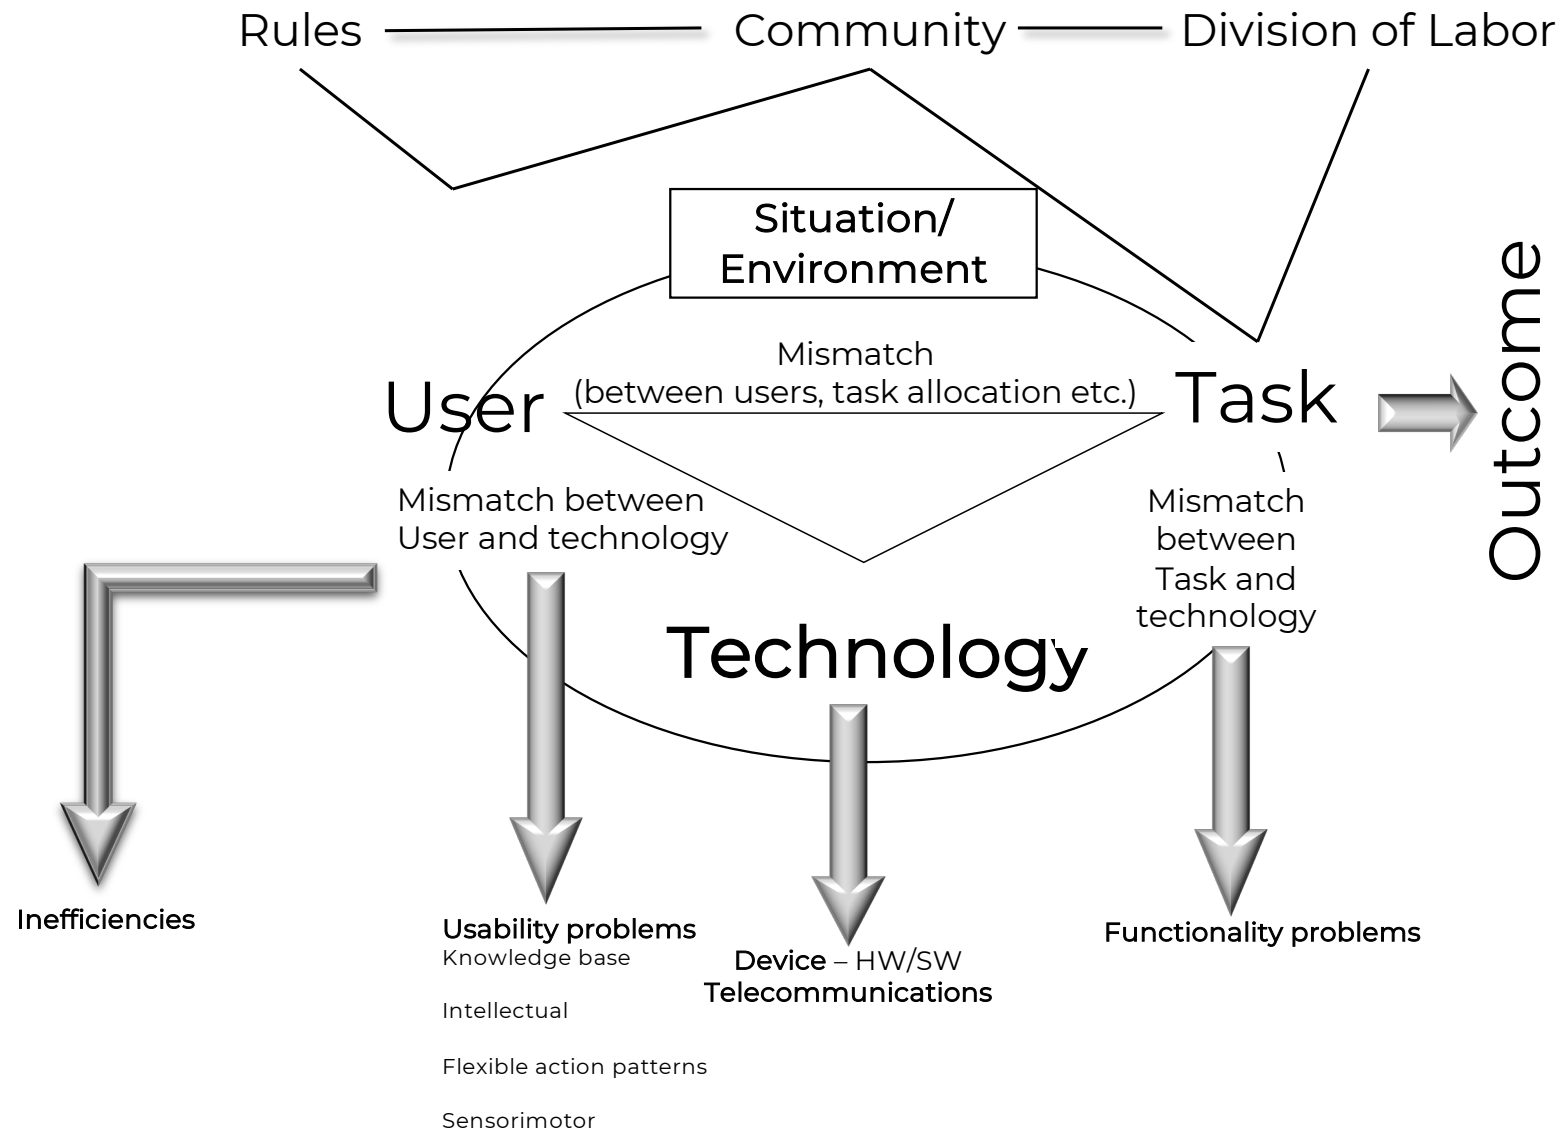 Rules
Community
Division of Labor
Situation/
Environment
Mismatch
(between users, task allocation etc.)
User
Task
Outcome
Mismatch between
User and technology
Mismatch
between
Task and
technology
Technology
Inefficiencies
Usability problems
Knowledge base
Intellectual
Flexible action patterns
Sensorimotor
Device – HW/SW
Telecommunications
Functionality problems